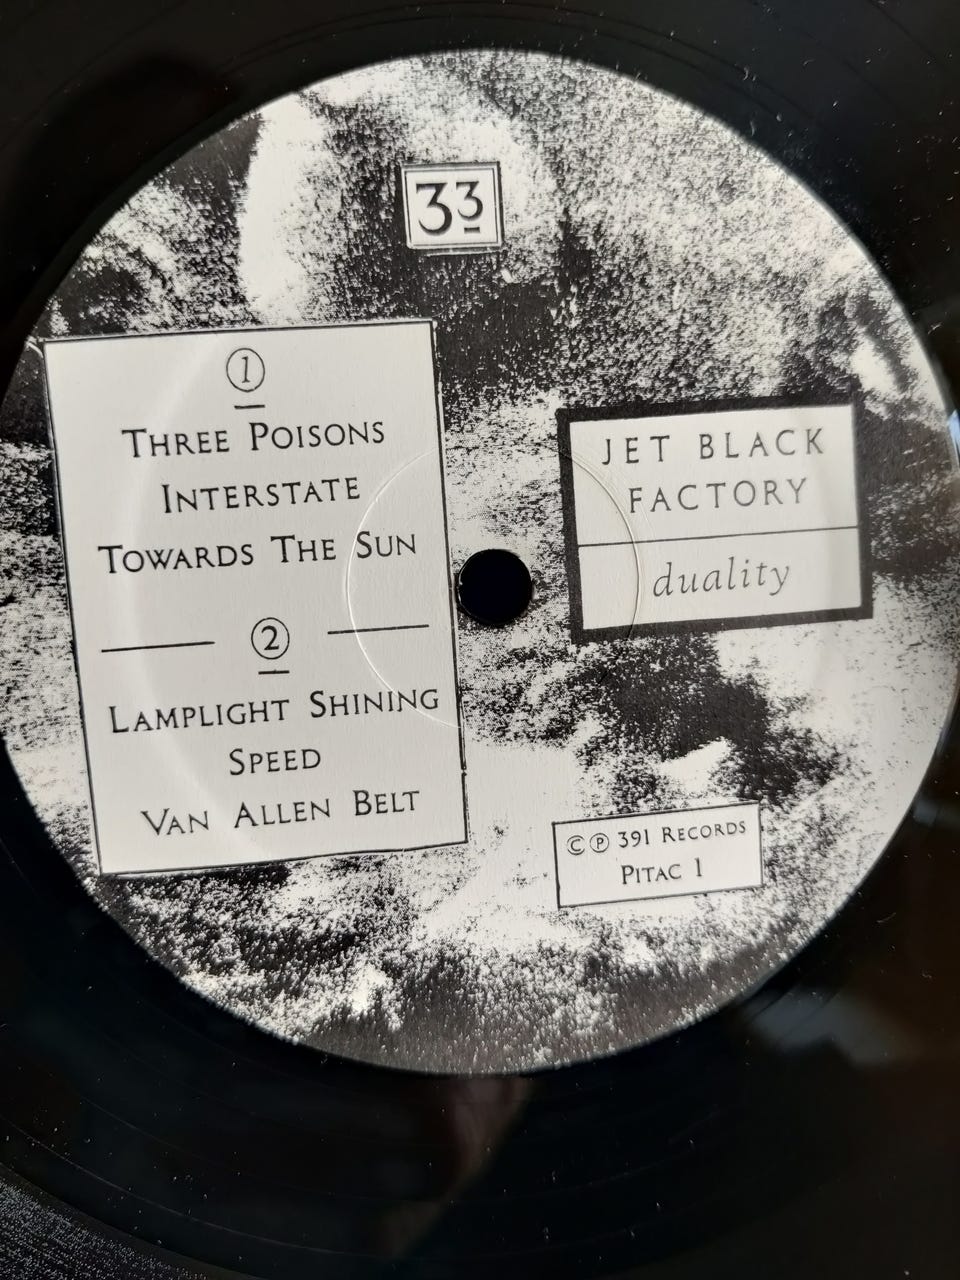 33
1
Three Poisons
Interstate
Towards The Sun
2
Lamplight Shining
Speed
Van Allen Belt
JET BLACK
FACTORY
duality
© ℗ 391 Records
Pitac 1